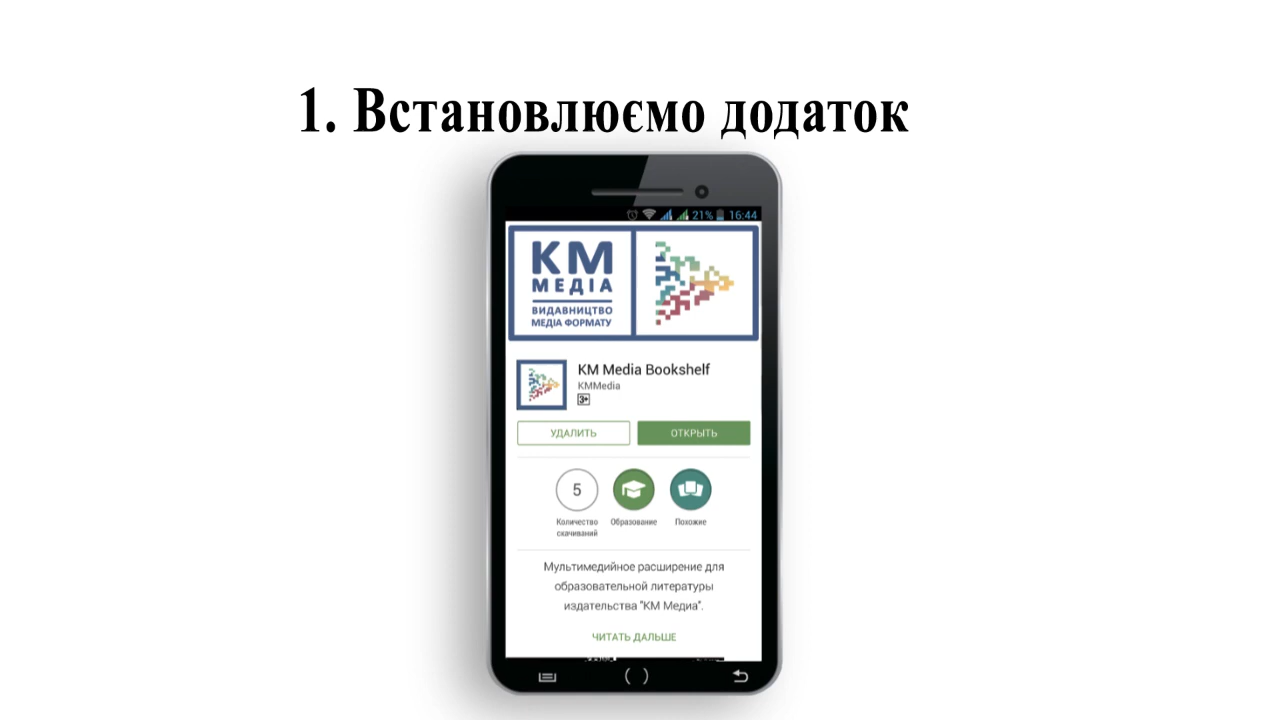 1. Встановлюємо додаток
21% 16:44
КМ
МЕДІА
ВИДАВНИЦТВО
МЕДІА ФОРМАТУ
KM Media Bookshelf
KMMedia
3+
УДАЛИТЬ
ОТКРЫТЬ
5
Количество
скачиваний
Образование
Похожие
Мультимедийное расширение для
образовательной литературы
издательства "КМ Медиа".
ЧИТАТЬ ДАЛЬШЕ